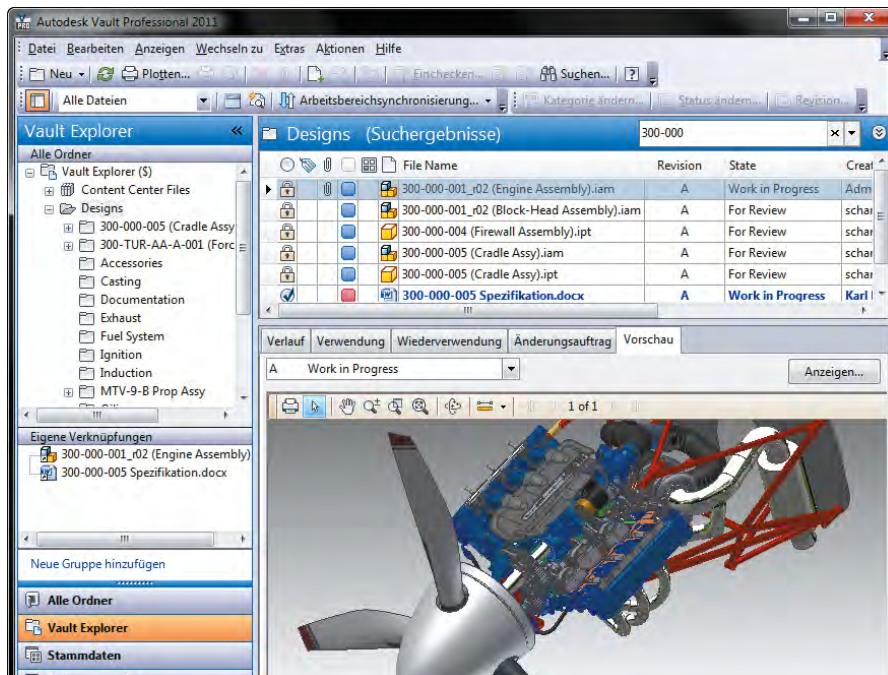 Autodesk Vault Professional 2011
Datei Bearbeiten Anzeigen Wechseln zu Extras Aktionen Hilfe
Neu Plotten... Einchecken... Suchen...
Alle Dateien Arbeitsbereichsynchronisierung... Kategorie ändern... Status ändern... Revision...
Vault Explorer
Alle Ordner
Vault Explorer ($)
Content Center Files
Designs
300-000-005 (Cradle Assy
300-TUR-AA-A-001 (Forc
Accessories
Casting
Documentation
Exhaust
Fuel System
Ignition
Induction
MTV-9-B Prop Assy
Eigene Verknüpfungen
300-000-001_r02 (Engine Assembly)
300-000-005 Spezifikation.docx
Neue Gruppe hinzufügen
Alle Ordner
Vault Explorer
Stammdaten
Designs (Suchergebnisse) 300-000
File Name Revision State Creat
300-000-001_r02 (Engine Assembly).iam A Work in Progress Adm
300-000-001_r02 (Block-Head Assembly).iam A For Review schar
300-000-004 (Firewall Assembly).ipt A For Review schar
300-000-005 (Cradle Assy).iam A For Review schar
300-000-005 (Cradle Assy).ipt A For Review schar
300-000-005 Spezifikation.docx A Work in Progress Karl
Verlauf Verwendung Wiederverwendung Änderungsauftrag Vorschau
A Work in Progress Anzeigen...
1 of 1